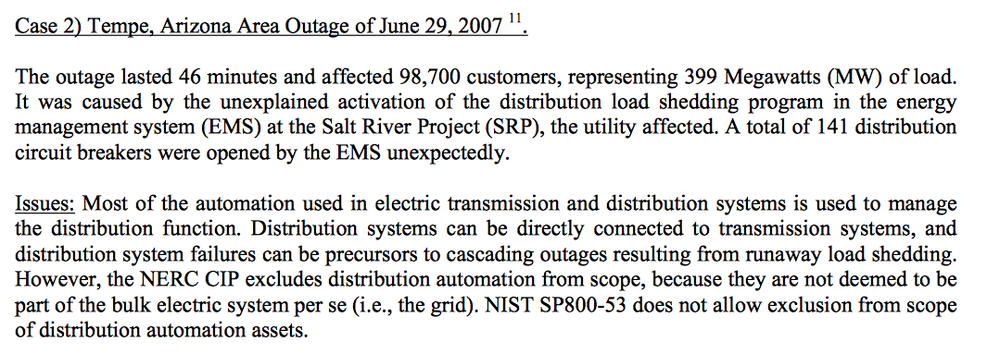 Case 2) Tempe, Arizona Area Outage of June 29, 2007 11.
The outage lasted 46 minutes and affected 98,700 customers, representing 399 Megawatts (MW) of load.
It was caused by the unexplained activation of the distribution load shedding program in the energy
management system (EMS) at the Salt River Project (SRP), the utility affected. A total of 141 distribution
circuit breakers were opened by the EMS unexpectedly.
Issues: Most of the automation used in electric transmission and distribution systems is used to manage
the distribution function. Distribution systems can be directly connected to transmission systems, and
distribution system failures can be precursors to cascading outages resulting from runaway load shedding.
However, the NERC CIP excludes distribution automation from scope, because they are not deemed to be
part of the bulk electric system per se (i.e., the grid). NIST SP800-53 does not allow exclusion from scope
of distribution automation assets.